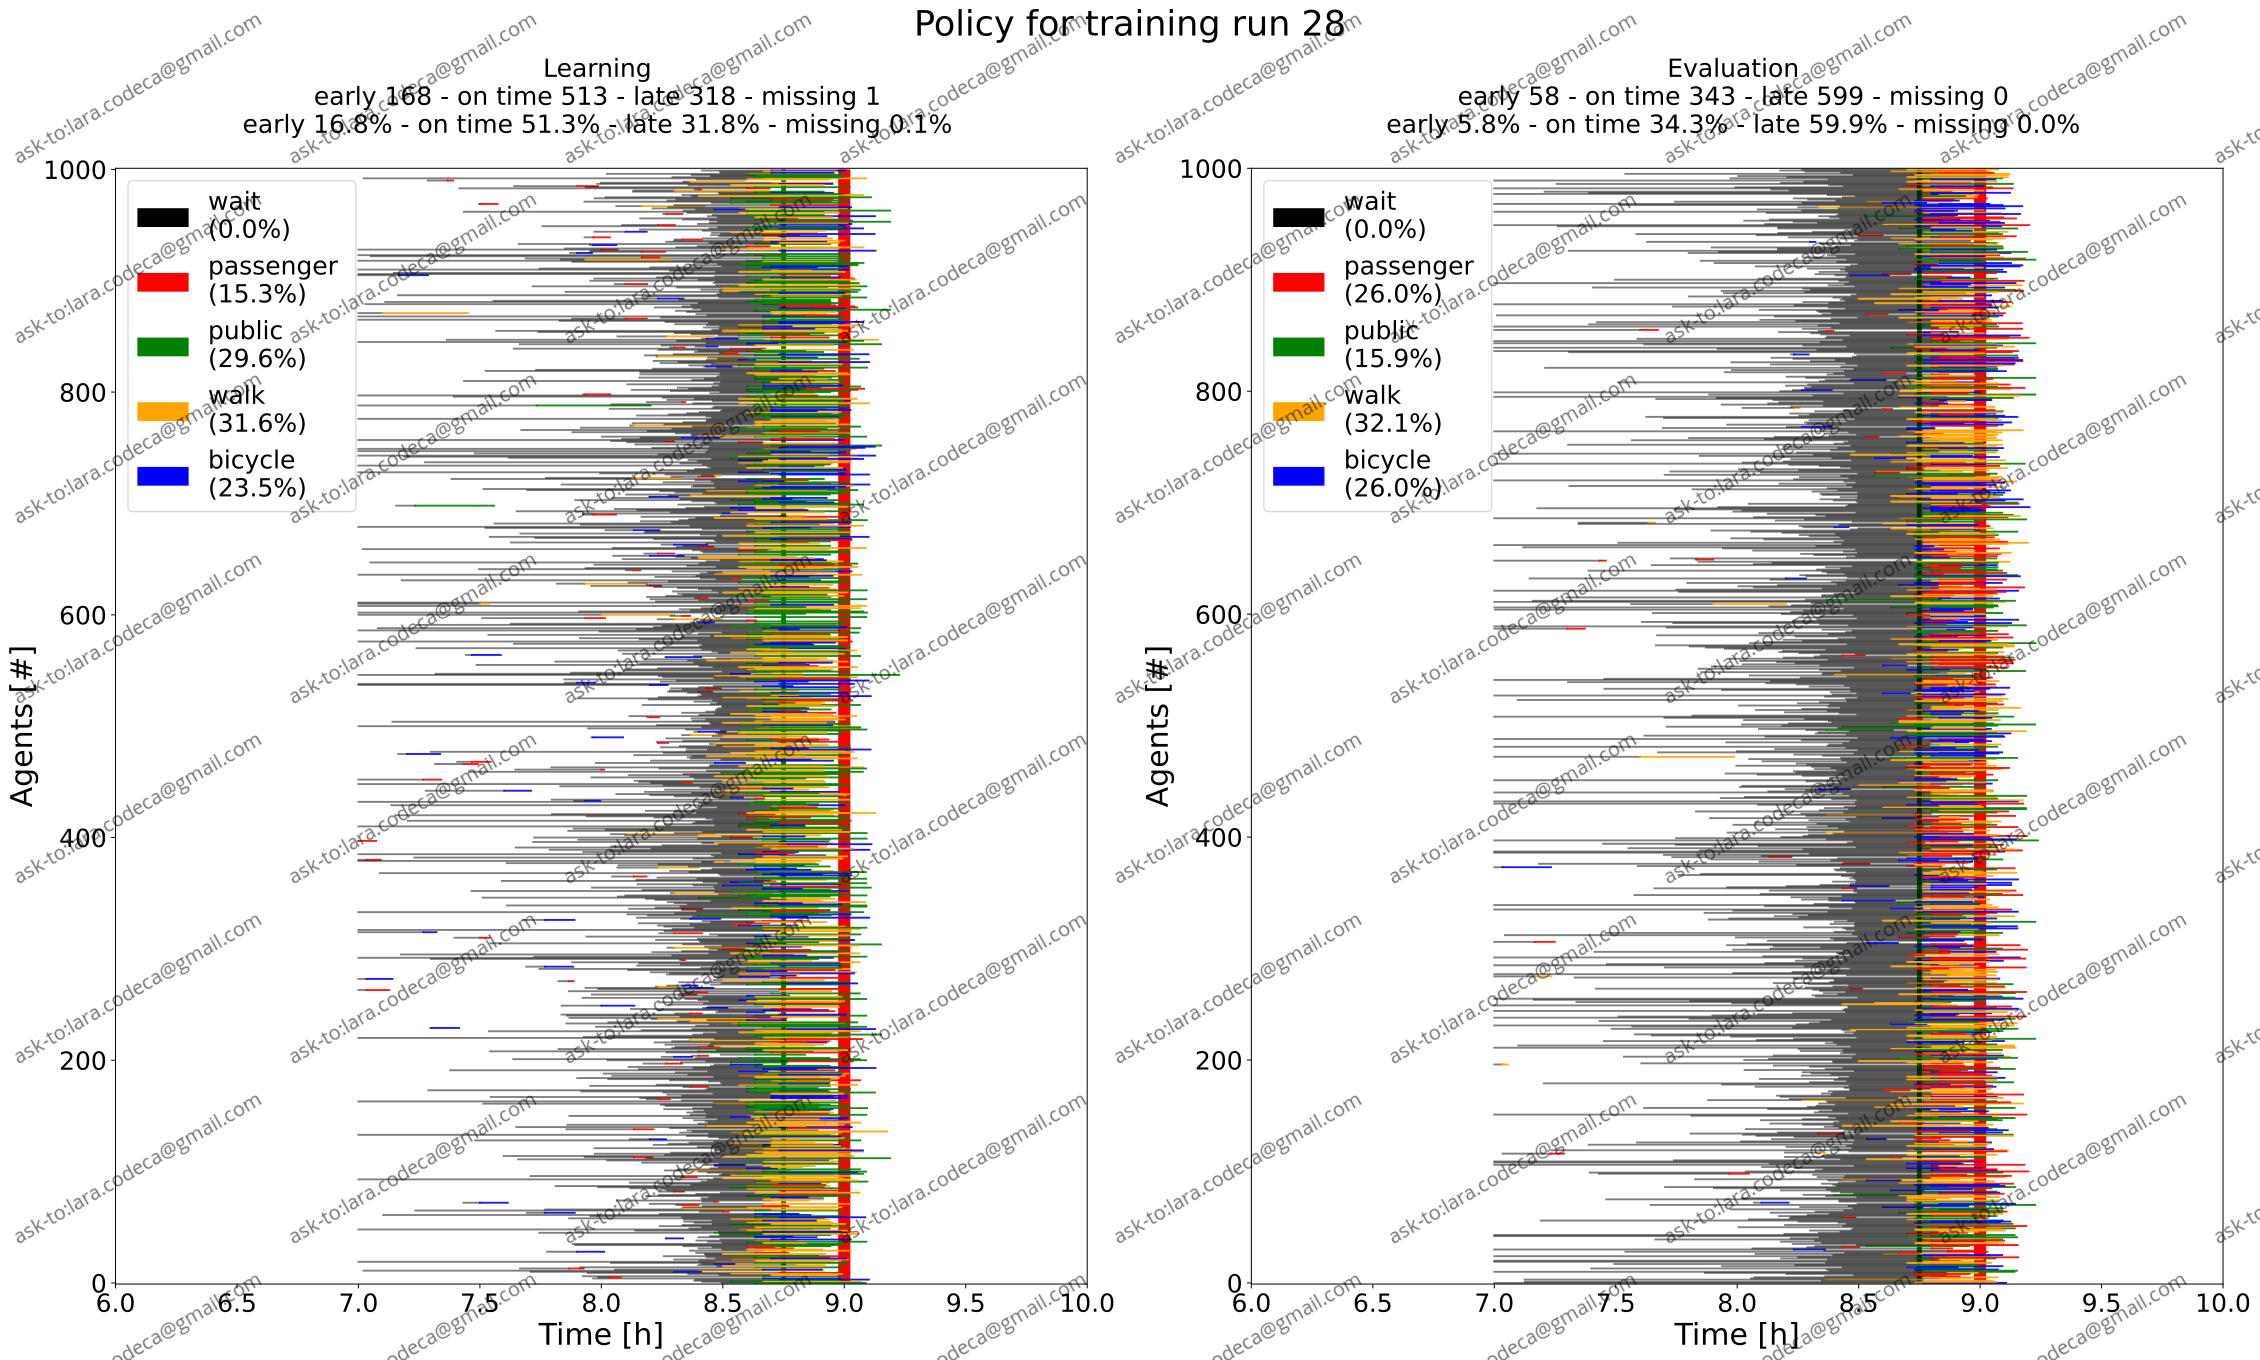 Policy for training run 28
Learning
early 168 - on time 513 - late 318 - missing 1
early 16.8% - on time 51.3% - late 31.8% - missing 0.1%
Evaluation
early 58 - on time 343 - late 599 - missing 0
early 5.8% - on time 34.3% - late 59.9% - missing 0.0%
Agents [#]
1000
800
600
400
200
0
wait
(0.0%)
passenger
(15.3%)
public
(29.6%)
walk
(31.6%)
bicycle
(23.5%)
6.0 6.5 7.0 7.5 8.0 8.5 9.0 9.5 10.0
Time [h]
Agents [#]
1000
800
600
400
200
0
wait
(0.0%)
passenger
(26.0%)
public
(15.9%)
walk
(32.1%)
bicycle
(26.0%)
6.0 6.5 7.0 7.5 8.0 8.5 9.0 9.5 10.0
Time [h]
ask-to:lara.codeca@gmail.com